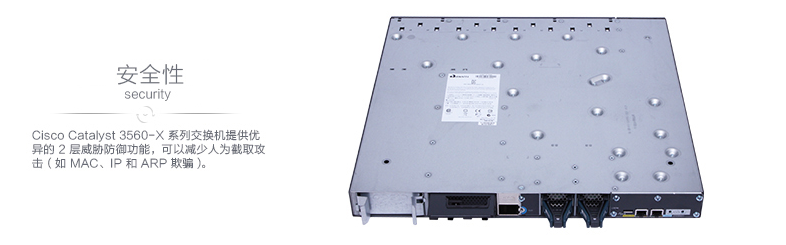 安全性
security
Cisco Catalyst 3560-X 系列交换机提供优
异的 2 层威胁防御功能，可以减少人为截取攻
击（如 MAC、IP 和 ARP 欺骗）。